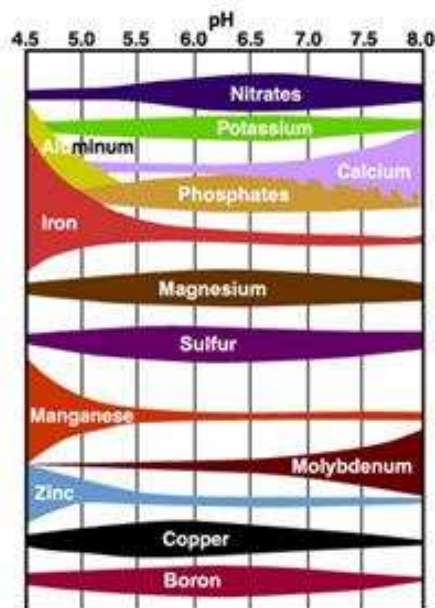 pH
4.5 5.0 5.5 6.0 6.5 7.0 7.5 8.0
Nitrates
Potassium
Aluminum
Calcium
Phosphates
Iron
Magnesium
Sulfur
Manganese
Molybdenum
Zinc
Copper
Boron